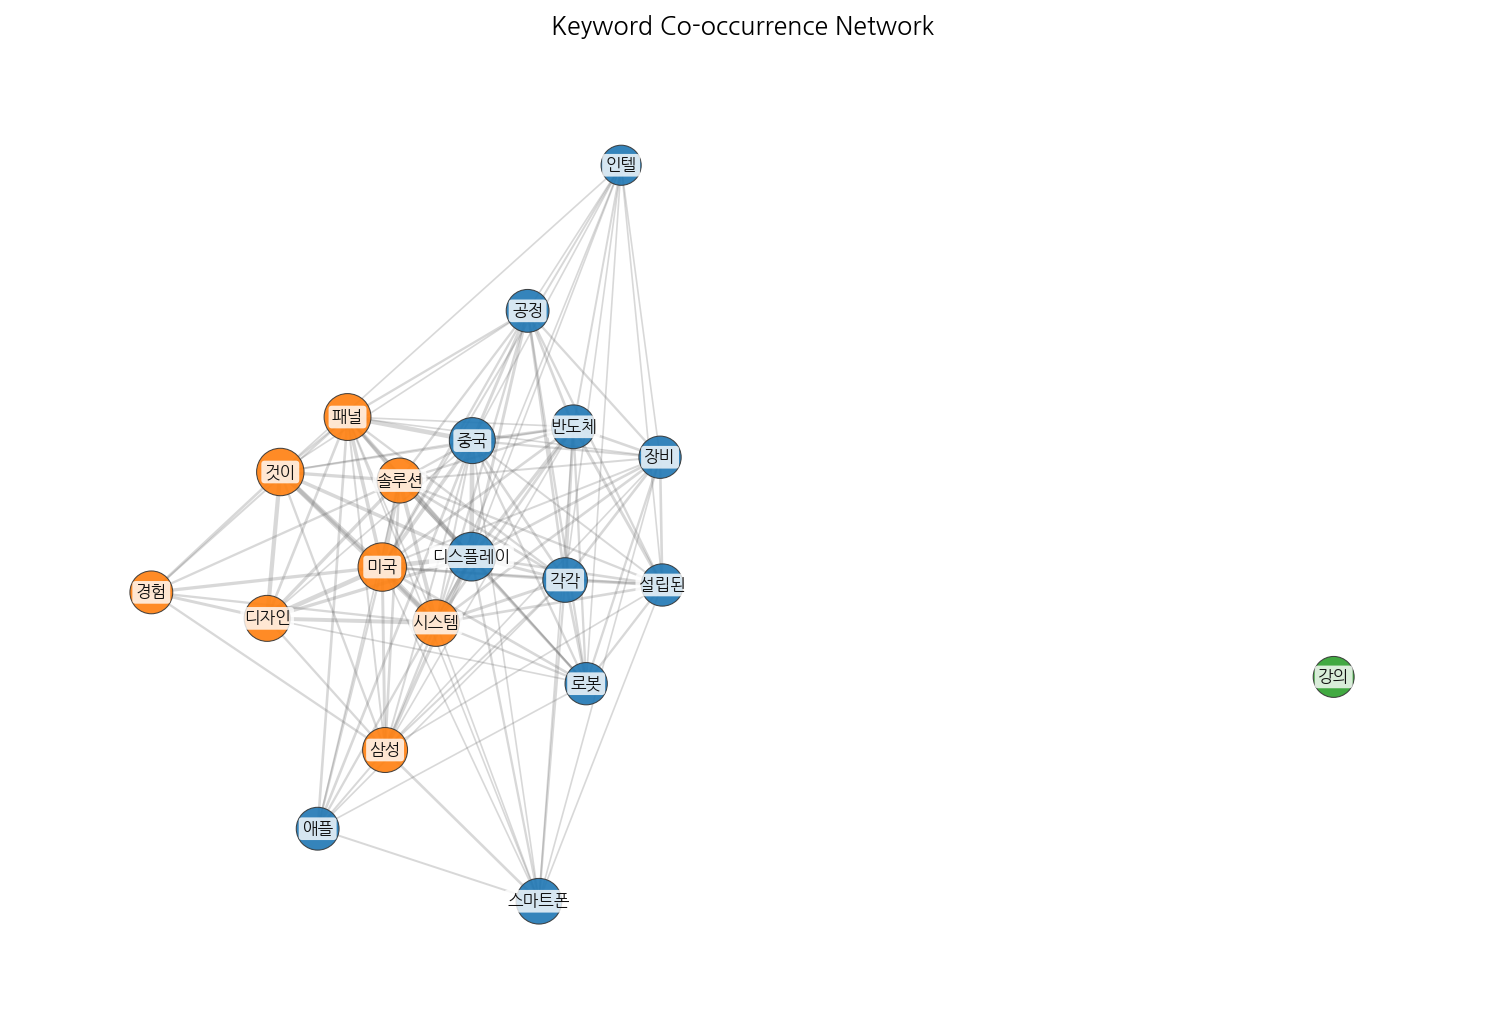 Keyword Co-occurrence Network
인텔
공정
패널
중국
반도체
장비
것이
솔루션
디스플레이
미국
각각
설립된
경험
디자인
시스템
로봇
강의
삼성
애플
스마트폰